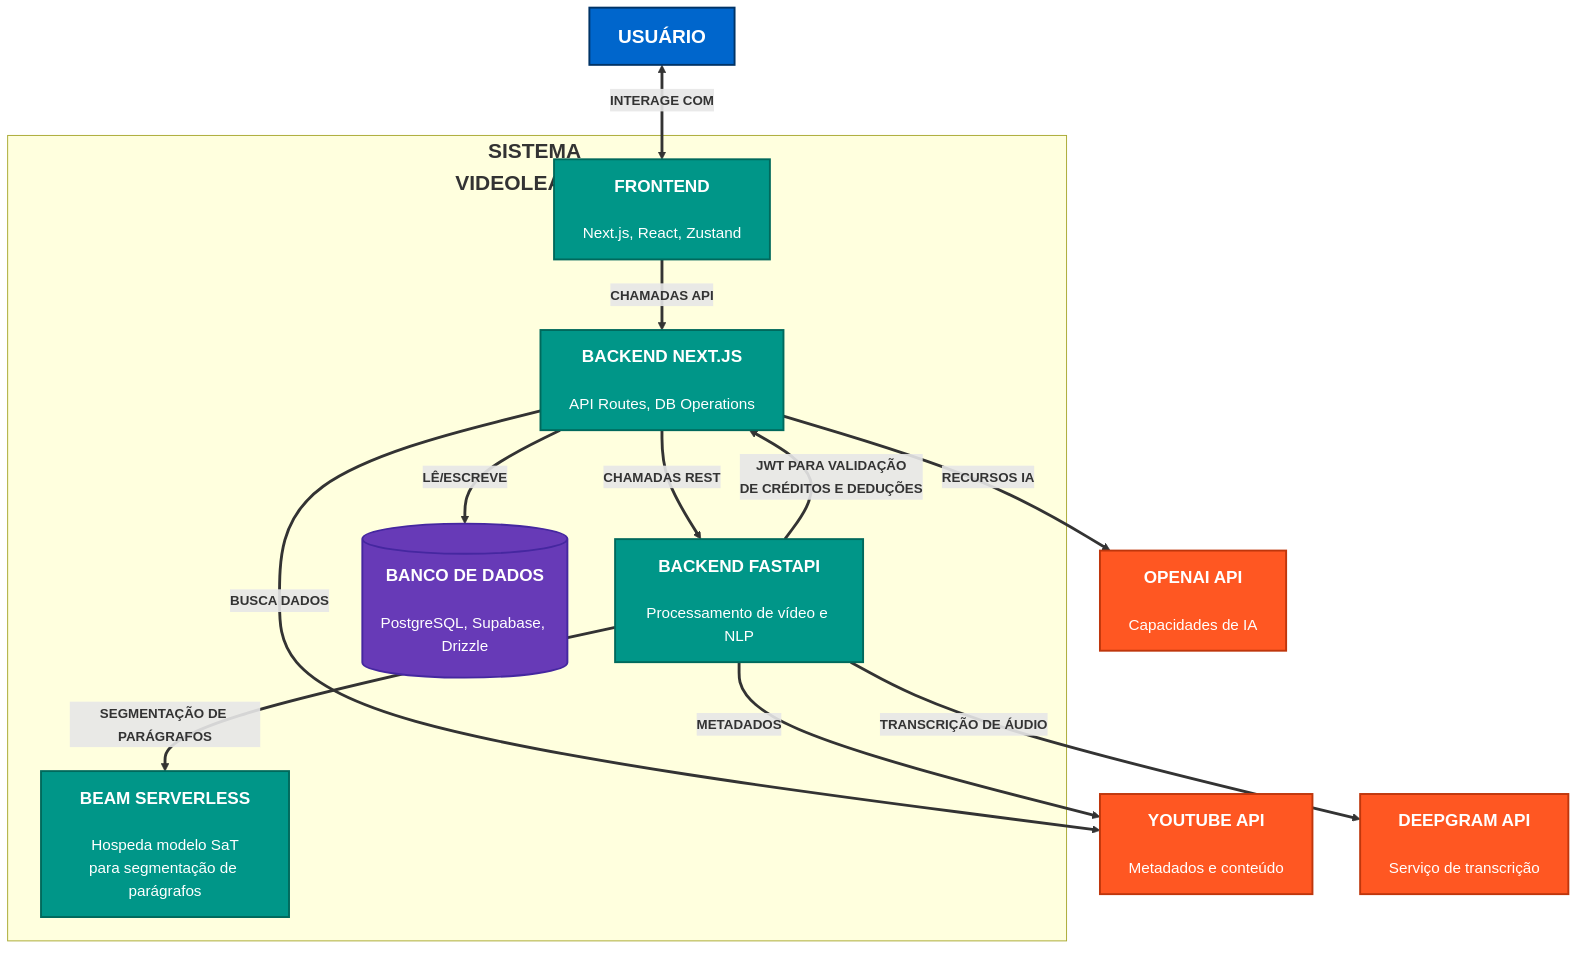 USUÁRIO
INTERAGE COM
SISTEMA
FRONTEND
Next.js, React, Zustand
CHAMADAS API
BACKEND NEXT.JS
API Routes, DB Operations
LÊ/ESCREVE
CHAMADAS REST
JWT PARA VALIDAÇÃO
DE CRÉDITOS E DEDUÇÕES
RECURSOS IA
BANCO DE DADOS
PostgreSQL, Supabase,
Drizzle
BACKEND FASTAPI
Processamento de vídeo e
NLP
OPENAI API
Capacidades de IA
BUSCA DADOS
SEGMENTAÇÃO DE
PARÁGRAFOS
METADADOS
TRANSCRIÇÃO DE ÁUDIO
BEAM SERVERLESS
Hospeda modelo SaT
para segmentação de
parágrafos
YOUTUBE API
Metadados e conteúdo
DEEPGRAM API
Serviço de transcrição